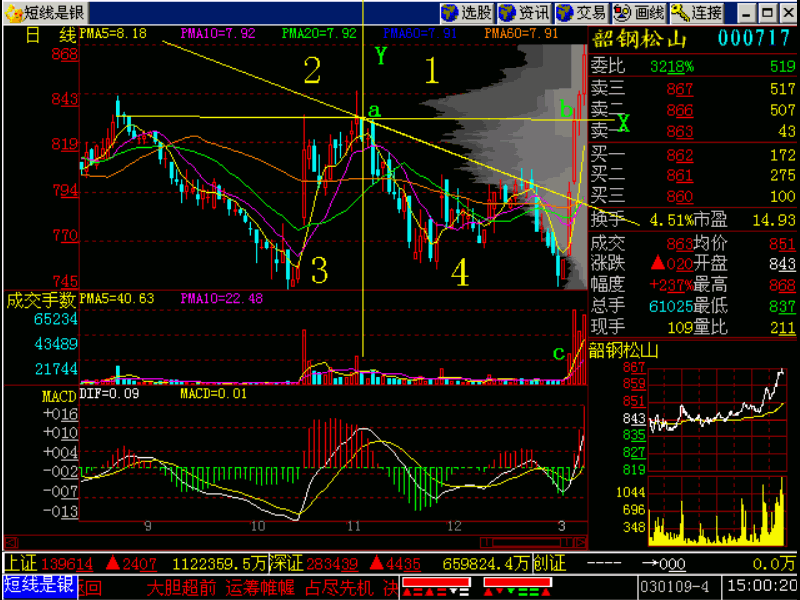 短线是银 选股 资讯 交易 画线 连接
日 线 PMA5=8.18 PMA10=7.92 PMA20=7.92 PMA30=7.91 PMA60=7.91
韶钢松山 000717
868
843
819
794
770
745
2 1
3 4
Y
X
a b
c
委比 3218% 519
卖三 867 517
卖二 866 507
卖一 863 43
买一 862 172
买二 861 275
买三 860 100
换手 4.51% 市盈 14.93
成交 863 均价 851
涨跌 ▲020 开盘 843
幅度 +237% 最高 868
总手 61025 最低 837
现手 109 量比 211
成交手数 PMA5=40.63 PMA10=22.48
65234
43489
21744
MACD DIF=0.09 MACD=0.01
+016
+010
+004
-002
-007
-013
9 10 11 12 3
韶钢松山
867
859
851
843
835
827
819
1044
696
348
上证 139614 ▲2407 1122359.5万 深证 283439 ▲4435 659824.4万 创证 ---- →000 0.0万
短线是银 回 大胆超前 运筹帷幄 占尽先机 决
030109-4 15:00:20